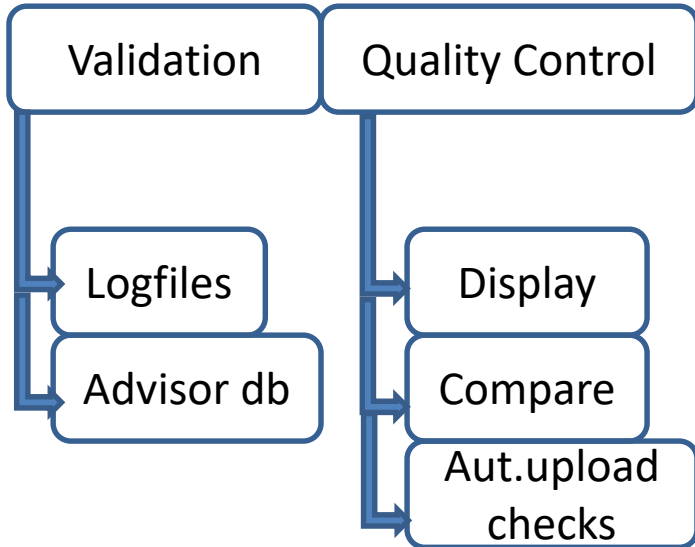 Validation
Quality Control
Logfiles
Display
Advisor db
Compare
Aut.upload
checks